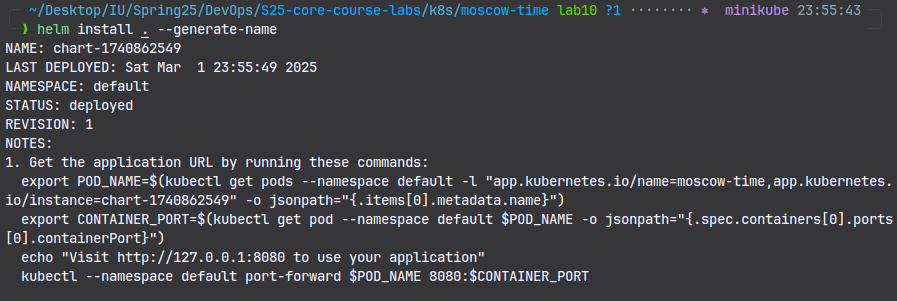 ~/Desktop/IU/Spring25/DevOps/S25-core-course-labs/k8s/moscow-time lab10 ?1 ········ ⎈ minikube 23:55:43
❯ helm install . --generate-name
NAME: chart-1740862549
LAST DEPLOYED: Sat Mar  1 23:55:49 2025
NAMESPACE: default
STATUS: deployed
REVISION: 1
NOTES:
1. Get the application URL by running these commands:
  export POD_NAME=$(kubectl get pods --namespace default -l "app.kubernetes.io/name=moscow-time,app.kubernetes.
io/instance=chart-1740862549" -o jsonpath="{.items[0].metadata.name}")
  export CONTAINER_PORT=$(kubectl get pod --namespace default $POD_NAME -o jsonpath="{.spec.containers[0].ports
[0].containerPort}")
  echo "Visit http://127.0.0.1:8080 to use your application"
  kubectl --namespace default port-forward $POD_NAME 8080:$CONTAINER_PORT